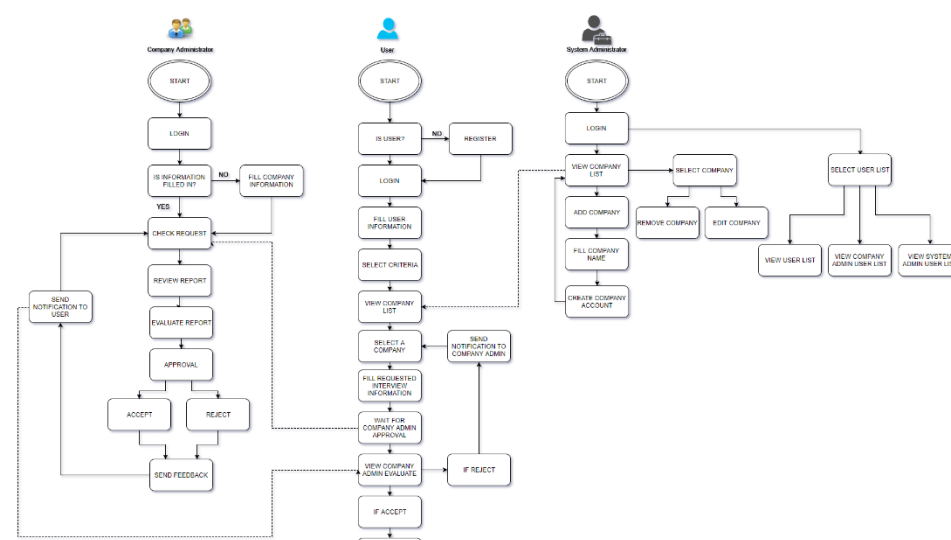 Company Administrator
User
System Administrator
START
LOGIN
IS INFORMATION
FILLED IN?
NO
FILL COMPANY
INFORMATION
YES
CHECK REQUEST
REVIEW REPORT
SEND
NOTIFICATION TO
USER
EVALUATE REPORT
APPROVAL
ACCEPT
REJECT
SEND FEEDBACK
START
IS USER?
NO
REGISTER
LOGIN
FILL USER
INFORMATION
SELECT CRITERIA
VIEW COMPANY
LIST
SELECT A
COMPANY
SEND
NOTIFICATION TO
COMPANY ADMIN
FILL REQUESTED
INTERVIEW
INFORMATION
WAIT FOR
COMPANY ADMIN
APPROVAL
VIEW COMPANY
ADMIN EVALUATE
IF REJECT
IF ACCEPT
START
LOGIN
VIEW COMPANY
LIST
SELECT COMPANY
SELECT USER LIST
ADD COMPANY
REMOVE COMPANY
EDIT COMPANY
FILL COMPANY
NAME
CREATE COMPANY
ACCOUNT
VIEW USER LIST
VIEW COMPANY
ADMIN USER LIST
VIEW SYSTEM
ADMIN USER LIST